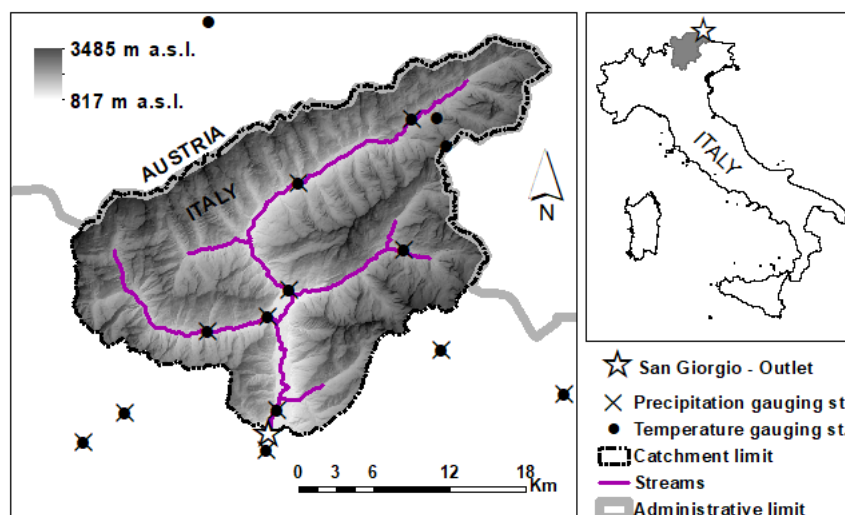 3485 m a.s.l.
817 m a.s.l.
AUSTRIA
ITALY
N
0 3 6 12 18
Km
ITALY
San Giorgio - Outlet
Precipitation gauging st.
Temperature gauging st.
Catchment limit
Streams
Administrative limit